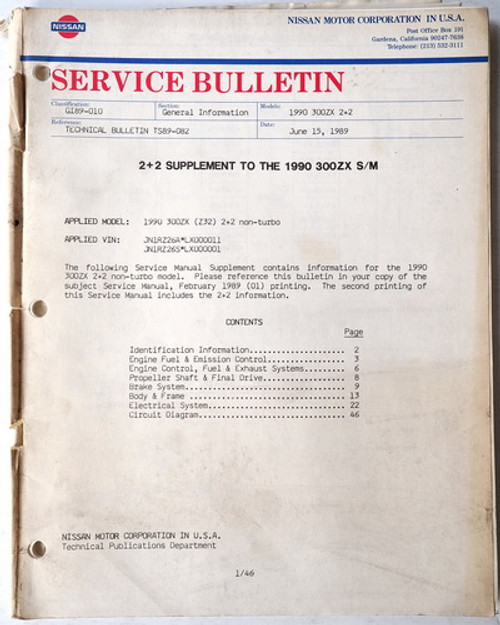 NISSAN
NISSAN MOTOR CORPORATION IN U.S.A.
Post Office Box 191
Gardena, California 90247-7638
Telephone: (213) 532-3111
SERVICE BULLETIN
Classification: Section: Models:
GI89-010 General Information 1990 300ZX 2+2
Reference: Date:
TECHNICAL BULLETIN TS89-082 June 15, 1989
2+2 SUPPLEMENT TO THE 1990 300ZX S/M
APPLIED MODEL: 1990 300ZX (Z32) 2+2 non-turbo
APPLIED VIN: JN1RZ26A*LX000011
JN1RZ26S*LX000001
The following Service Manual Supplement contains information for the 1990
300ZX 2+2 non-turbo model. Please reference this bulletin in your copy of the
subject Service Manual, February 1989 (01) printing. The second printing of
this Service Manual includes the 2+2 information.
CONTENTS
Page
Identification Information.................... 2
Engine Fuel & Emission Control................ 3
Engine Control, Fuel & Exhaust Systems........ 6
Propeller Shaft & Final Drive................. 8
Brake System.................................. 9
Body & Frame ................................. 13
Electrical System............................. 22
Circuit Diagram............................... 46
NISSAN MOTOR CORPORATION IN U.S.A.
Technical Publications Department
1/46